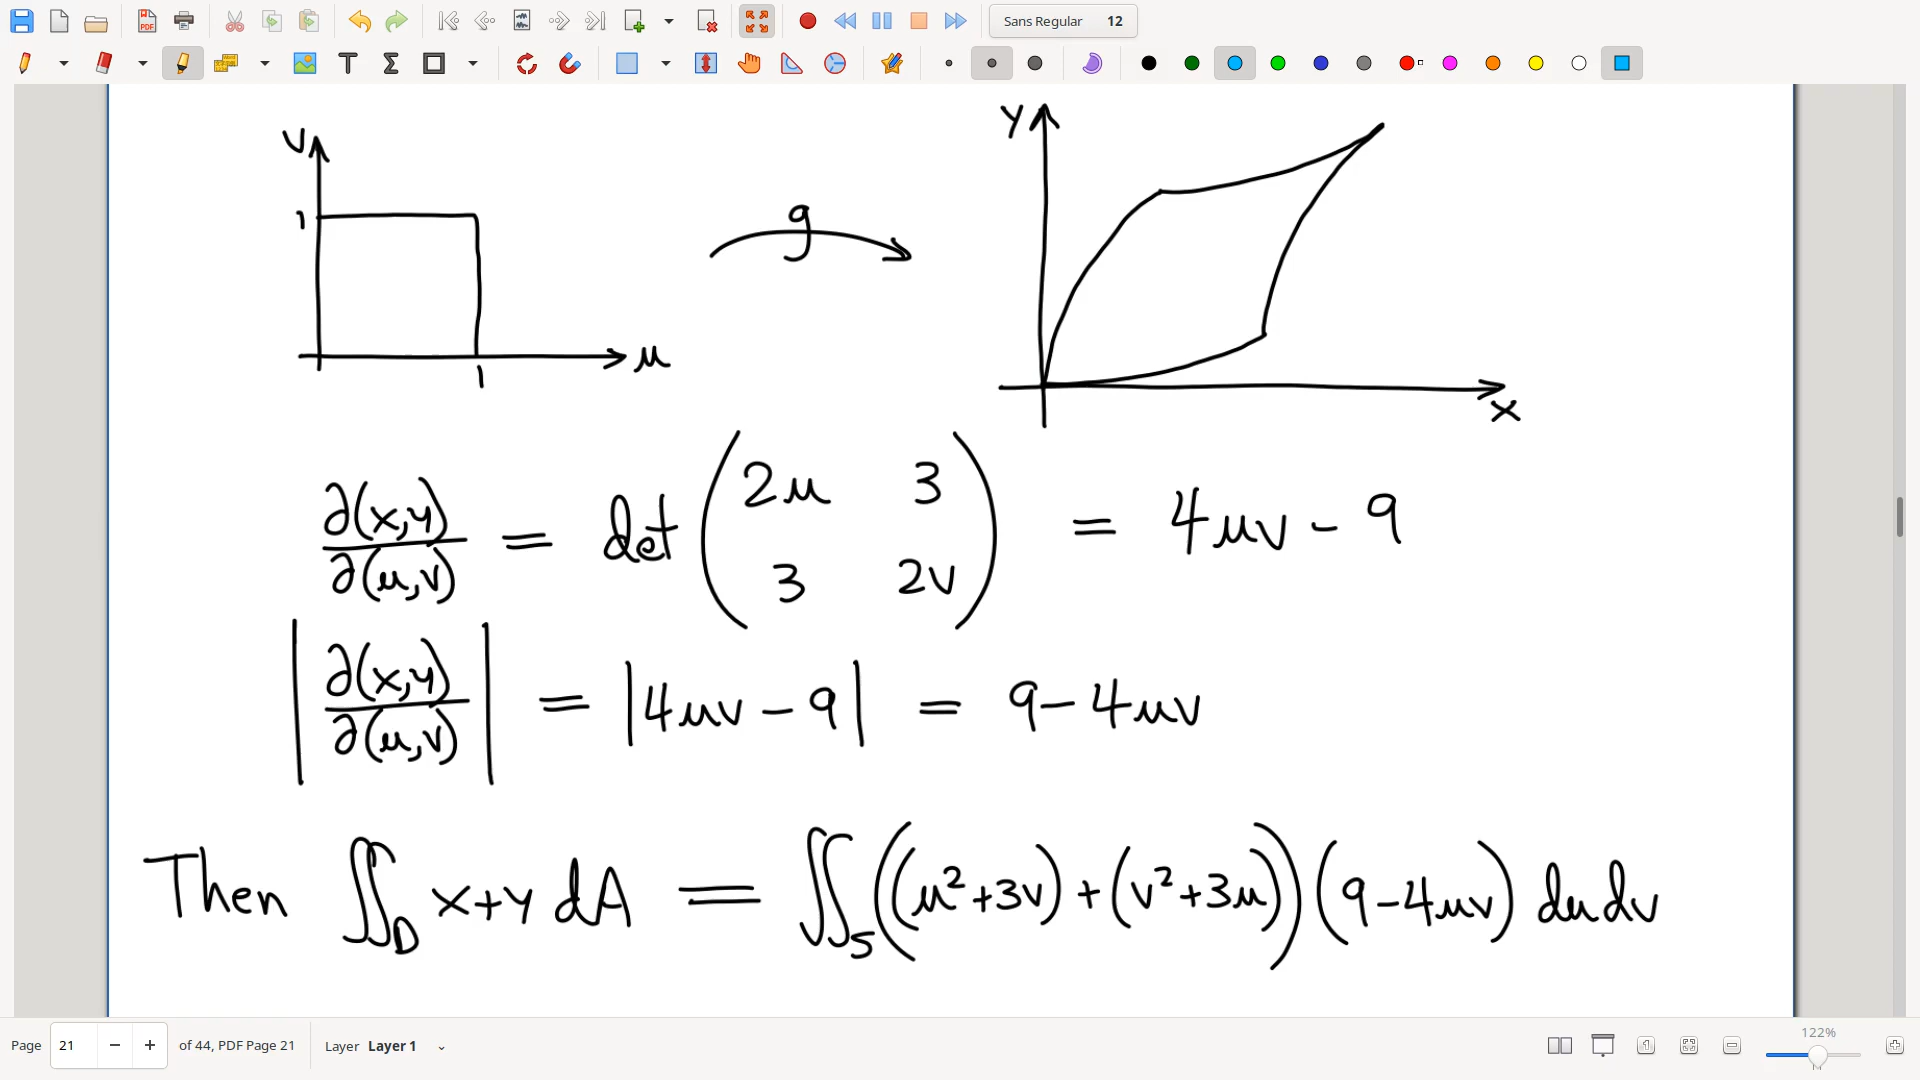 Sans Regular 12
v
1
1
u
g
y
x
∂(x,y)/∂(u,v) = det ( 2u 3 ; 3 2v ) = 4uv - 9
|∂(x,y)/∂(u,v)| = |4uv - 9| = 9 - 4uv
Then ∬_D x+y dA = ∬_S ((u²+3v) + (v²+3u)) (9-4uv) du dv
122%
Page 21 of 44, PDF Page 21 Layer Layer 1